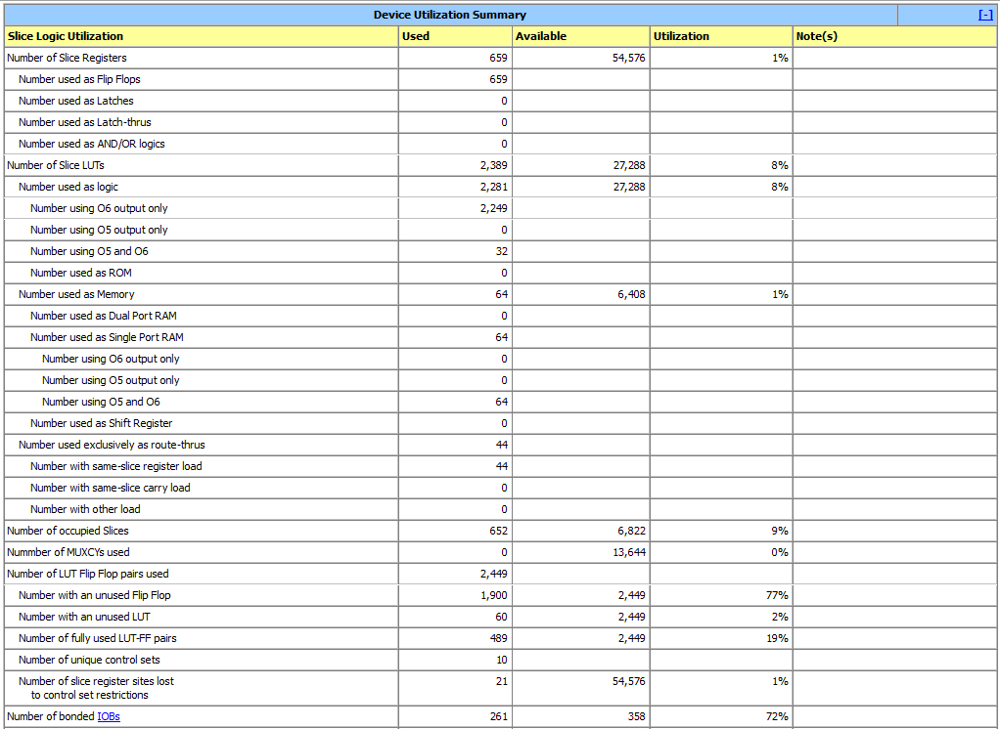 Device Utilization Summary [-]
Slice Logic Utilization Used Available Utilization Note(s)
Number of Slice Registers 659 54,576 1%
Number used as Flip Flops 659
Number used as Latches 0
Number used as Latch-thrus 0
Number used as AND/OR logics 0
Number of Slice LUTs 2,389 27,288 8%
Number used as logic 2,281 27,288 8%
Number using O6 output only 2,249
Number using O5 output only 0
Number using O5 and O6 32
Number used as ROM 0
Number used as Memory 64 6,408 1%
Number used as Dual Port RAM 0
Number used as Single Port RAM 64
Number using O6 output only 0
Number using O5 output only 0
Number using O5 and O6 64
Number used as Shift Register 0
Number used exclusively as route-thrus 44
Number with same-slice register load 44
Number with same-slice carry load 0
Number with other load 0
Number of occupied Slices 652 6,822 9%
Nummber of MUXCYs used 0 13,644 0%
Number of LUT Flip Flop pairs used 2,449
Number with an unused Flip Flop 1,900 2,449 77%
Number with an unused LUT 60 2,449 2%
Number of fully used LUT-FF pairs 489 2,449 19%
Number of unique control sets 10
Number of slice register sites lost 21 54,576 1%
to control set restrictions
Number of bonded IOBs 261 358 72%